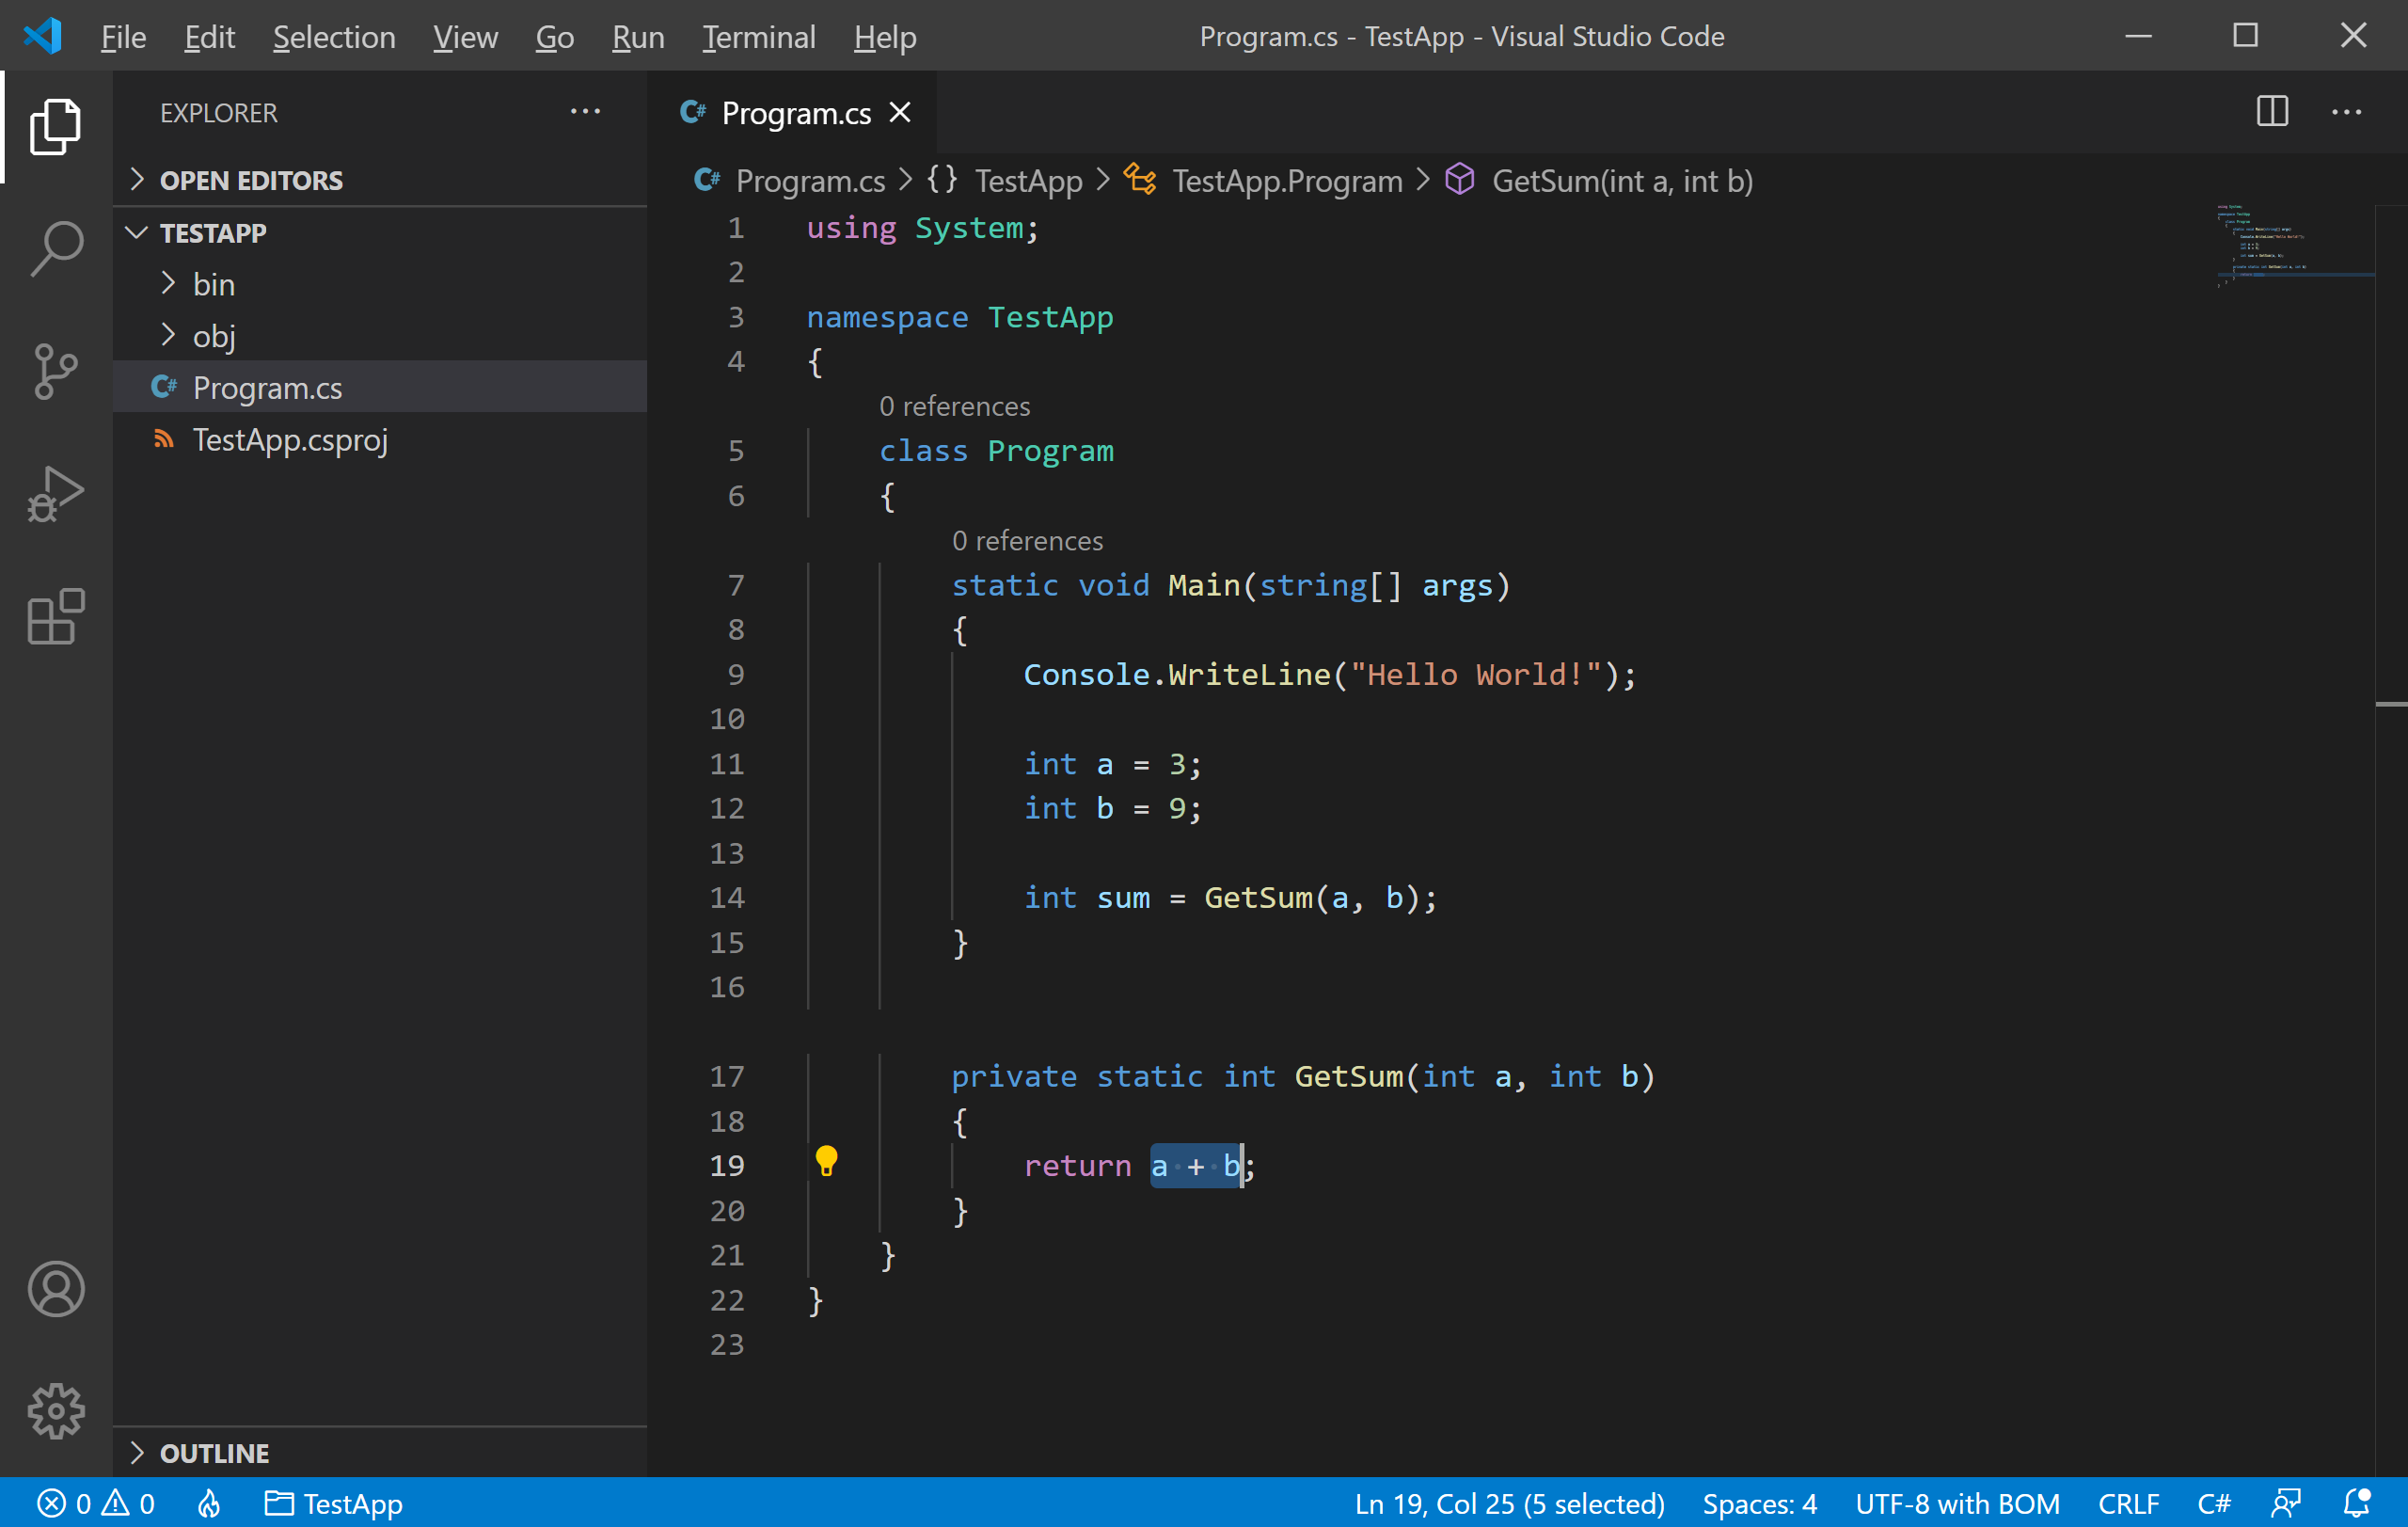 File Edit Selection View Go Run Terminal Help Program.cs - TestApp - Visual Studio Code
EXPLORER
OPEN EDITORS
TESTAPP
bin
obj
C# Program.cs
TestApp.csproj
OUTLINE
C# Program.cs
C# Program.cs > {} TestApp > TestApp.Program > GetSum(int a, int b)
1 using System;
2
3 namespace TestApp
4 {
0 references
5 class Program
6 {
0 references
7 static void Main(string[] args)
8 {
9 Console.WriteLine("Hello World!");
10
11 int a = 3;
12 int b = 9;
13
14 int sum = GetSum(a, b);
15 }
16
17 private static int GetSum(int a, int b)
18 {
19 return a + b;
20 }
21 }
22 }
23
0 0 TestApp Ln 19, Col 25 (5 selected) Spaces: 4 UTF-8 with BOM CRLF C#